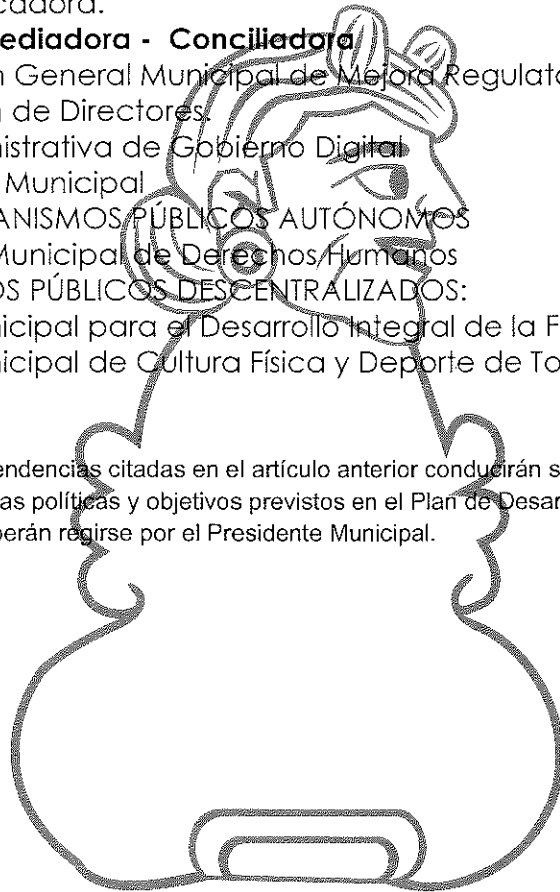 cadora.
ediadora - Conciliadora
n General Municipal de Mejora Regulato
n de Directores.
nistrativa de Gobierno Digital
Municipal
ANISMOS PÚBLICOS AUTÓNOMOS
Municipal de Derechos Humanos
OS PÚBLICOS DESCENTRALIZADOS:
nicipal para el Desarrollo Integral de la F
nicipal de Cultura Física y Deporte de To
endencias citadas en el artículo anterior conducirán s
as políticas y objetivos previstos en el Plan de Desar
berán regirse por el Presidente Municipal.